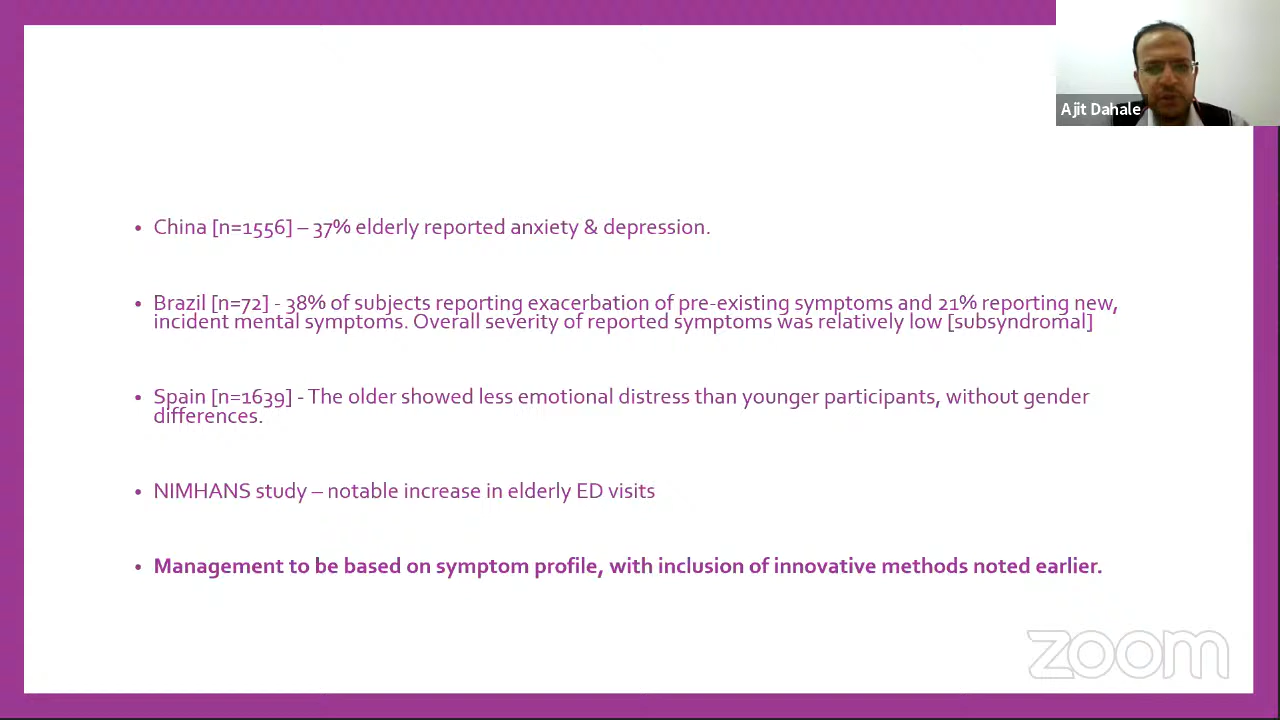 Ajit Dahale
• China [n=1556] – 37% elderly reported anxiety & depression.
• Brazil [n=72] - 38% of subjects reporting exacerbation of pre-existing symptoms and 21% reporting new,
incident mental symptoms. Overall severity of reported symptoms was relatively low [subsyndromal]
• Spain [n=1639] - The older showed less emotional distress than younger participants, without gender
differences.
• NIMHANS study – notable increase in elderly ED visits
• Management to be based on symptom profile, with inclusion of innovative methods noted earlier.
zoom